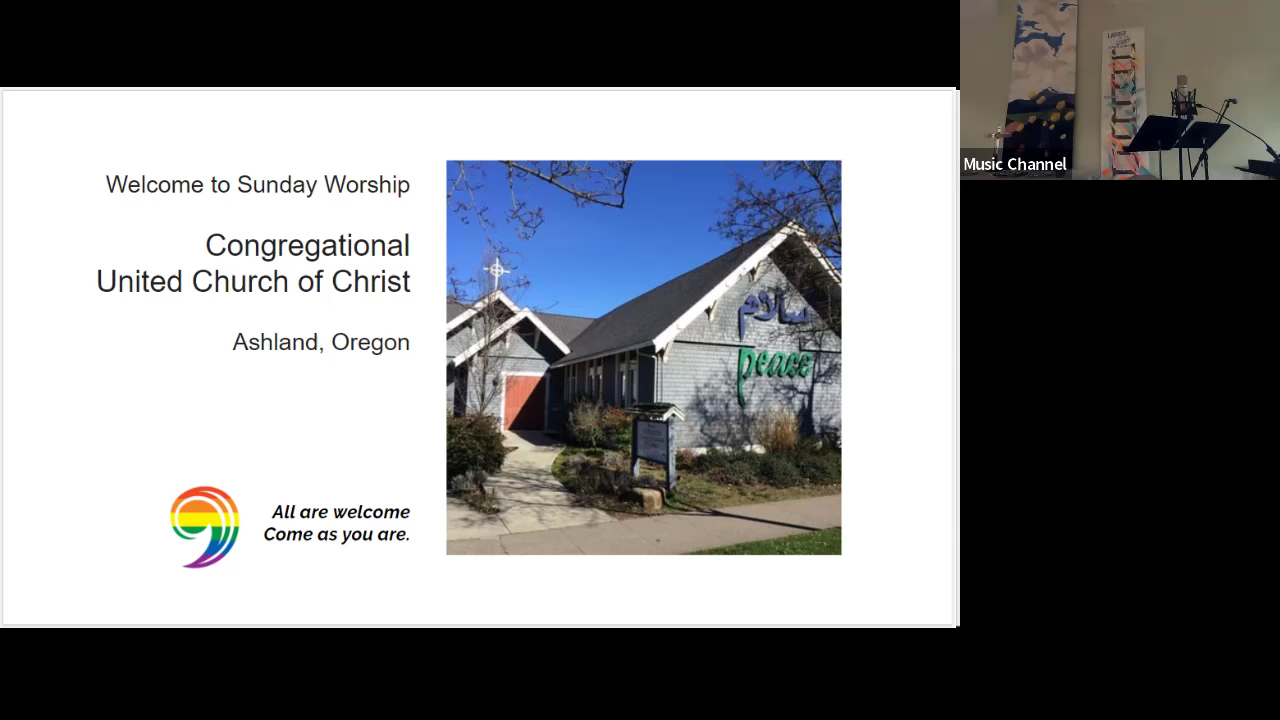 Welcome to Sunday Worship
Congregational
United Church of Christ
Ashland, Oregon
All are welcome
Come as you are.
سالام
peace
Music Channel